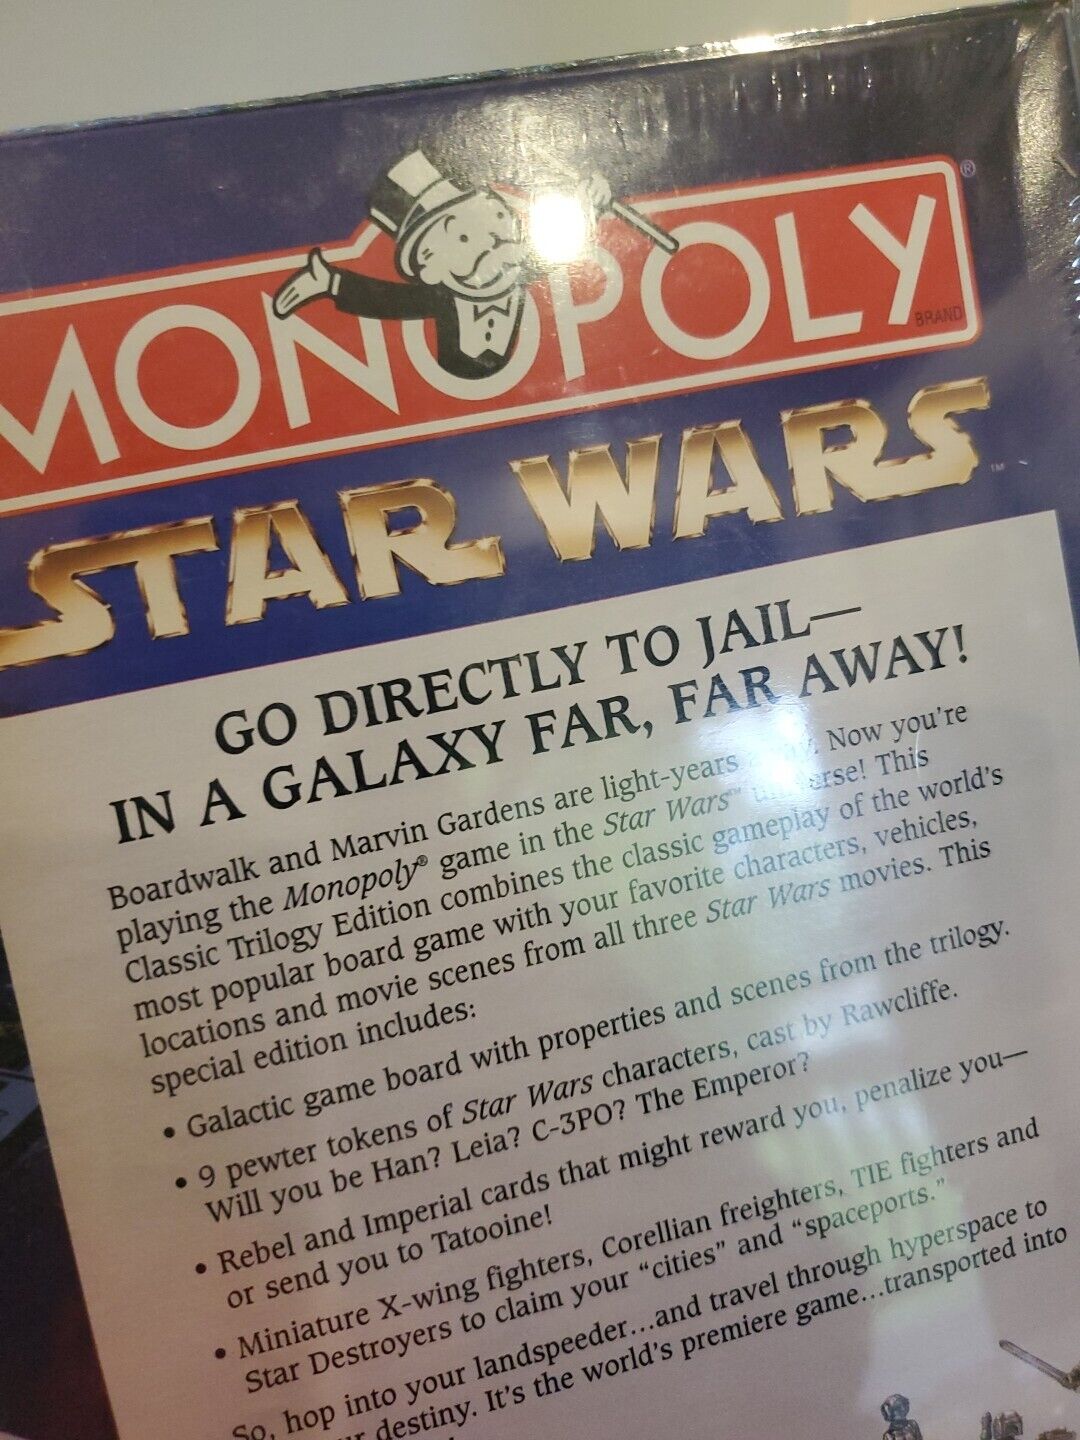 MONOPOLY ®
BRAND
STAR WARS ™
GO DIRECTLY TO JAIL—
IN A GALAXY FAR, FAR AWAY!
Boardwalk and Marvin Gardens are light-years Now you're
playing the Monopoly® game in the Star Wars™ This
Classic Trilogy Edition combines the classic gameplay of the world's
most popular board game with your favorite characters, vehicles,
locations and movie scenes from all three Star Wars movies. This
special edition includes:
• Galactic game board with properties and scenes from the trilogy.
• 9 pewter tokens of Star Wars characters, cast by Rawcliffe.
Will you be Han? Leia? C-3PO? The Emperor?
• Rebel and Imperial cards that might reward you, penalize you—
or send you to Tatooine!
• Miniature X-wing fighters, Corellian freighters, TIE fighters and
Star Destroyers to claim your "cities" and "spaceports."
So, hop into your landspeeder...and travel through hyperspace to
destiny. It's the world's premiere game...transported into